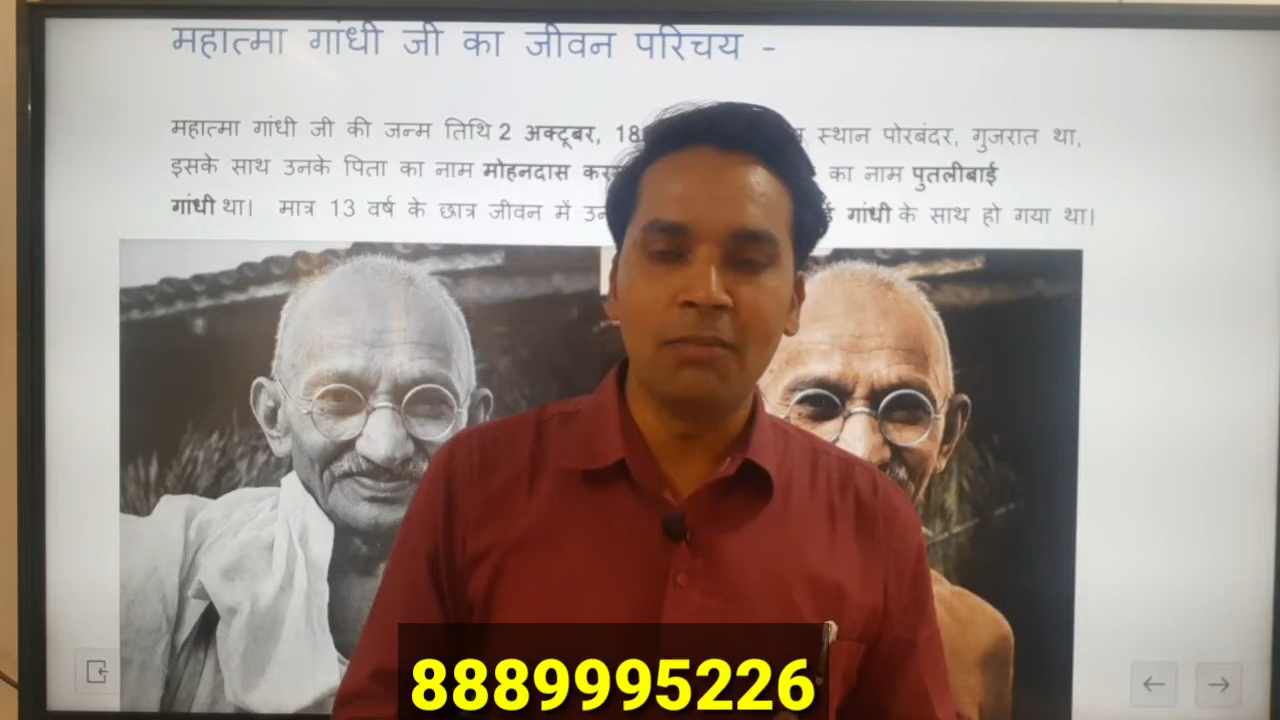 महात्मा गांधी जी का जीवन परिचय -
महात्मा गांधी जी की जन्म तिथि 2 अक्टूबर, 18 स्थान पोरबंदर, गुजरात था,
इसके साथ उनके पिता का नाम मोहनदास का नाम पुतलीबाई
गांधी था। मात्र 13 वर्ष के छात्र जीवन में गांधी के साथ हो गया था।
8889995226